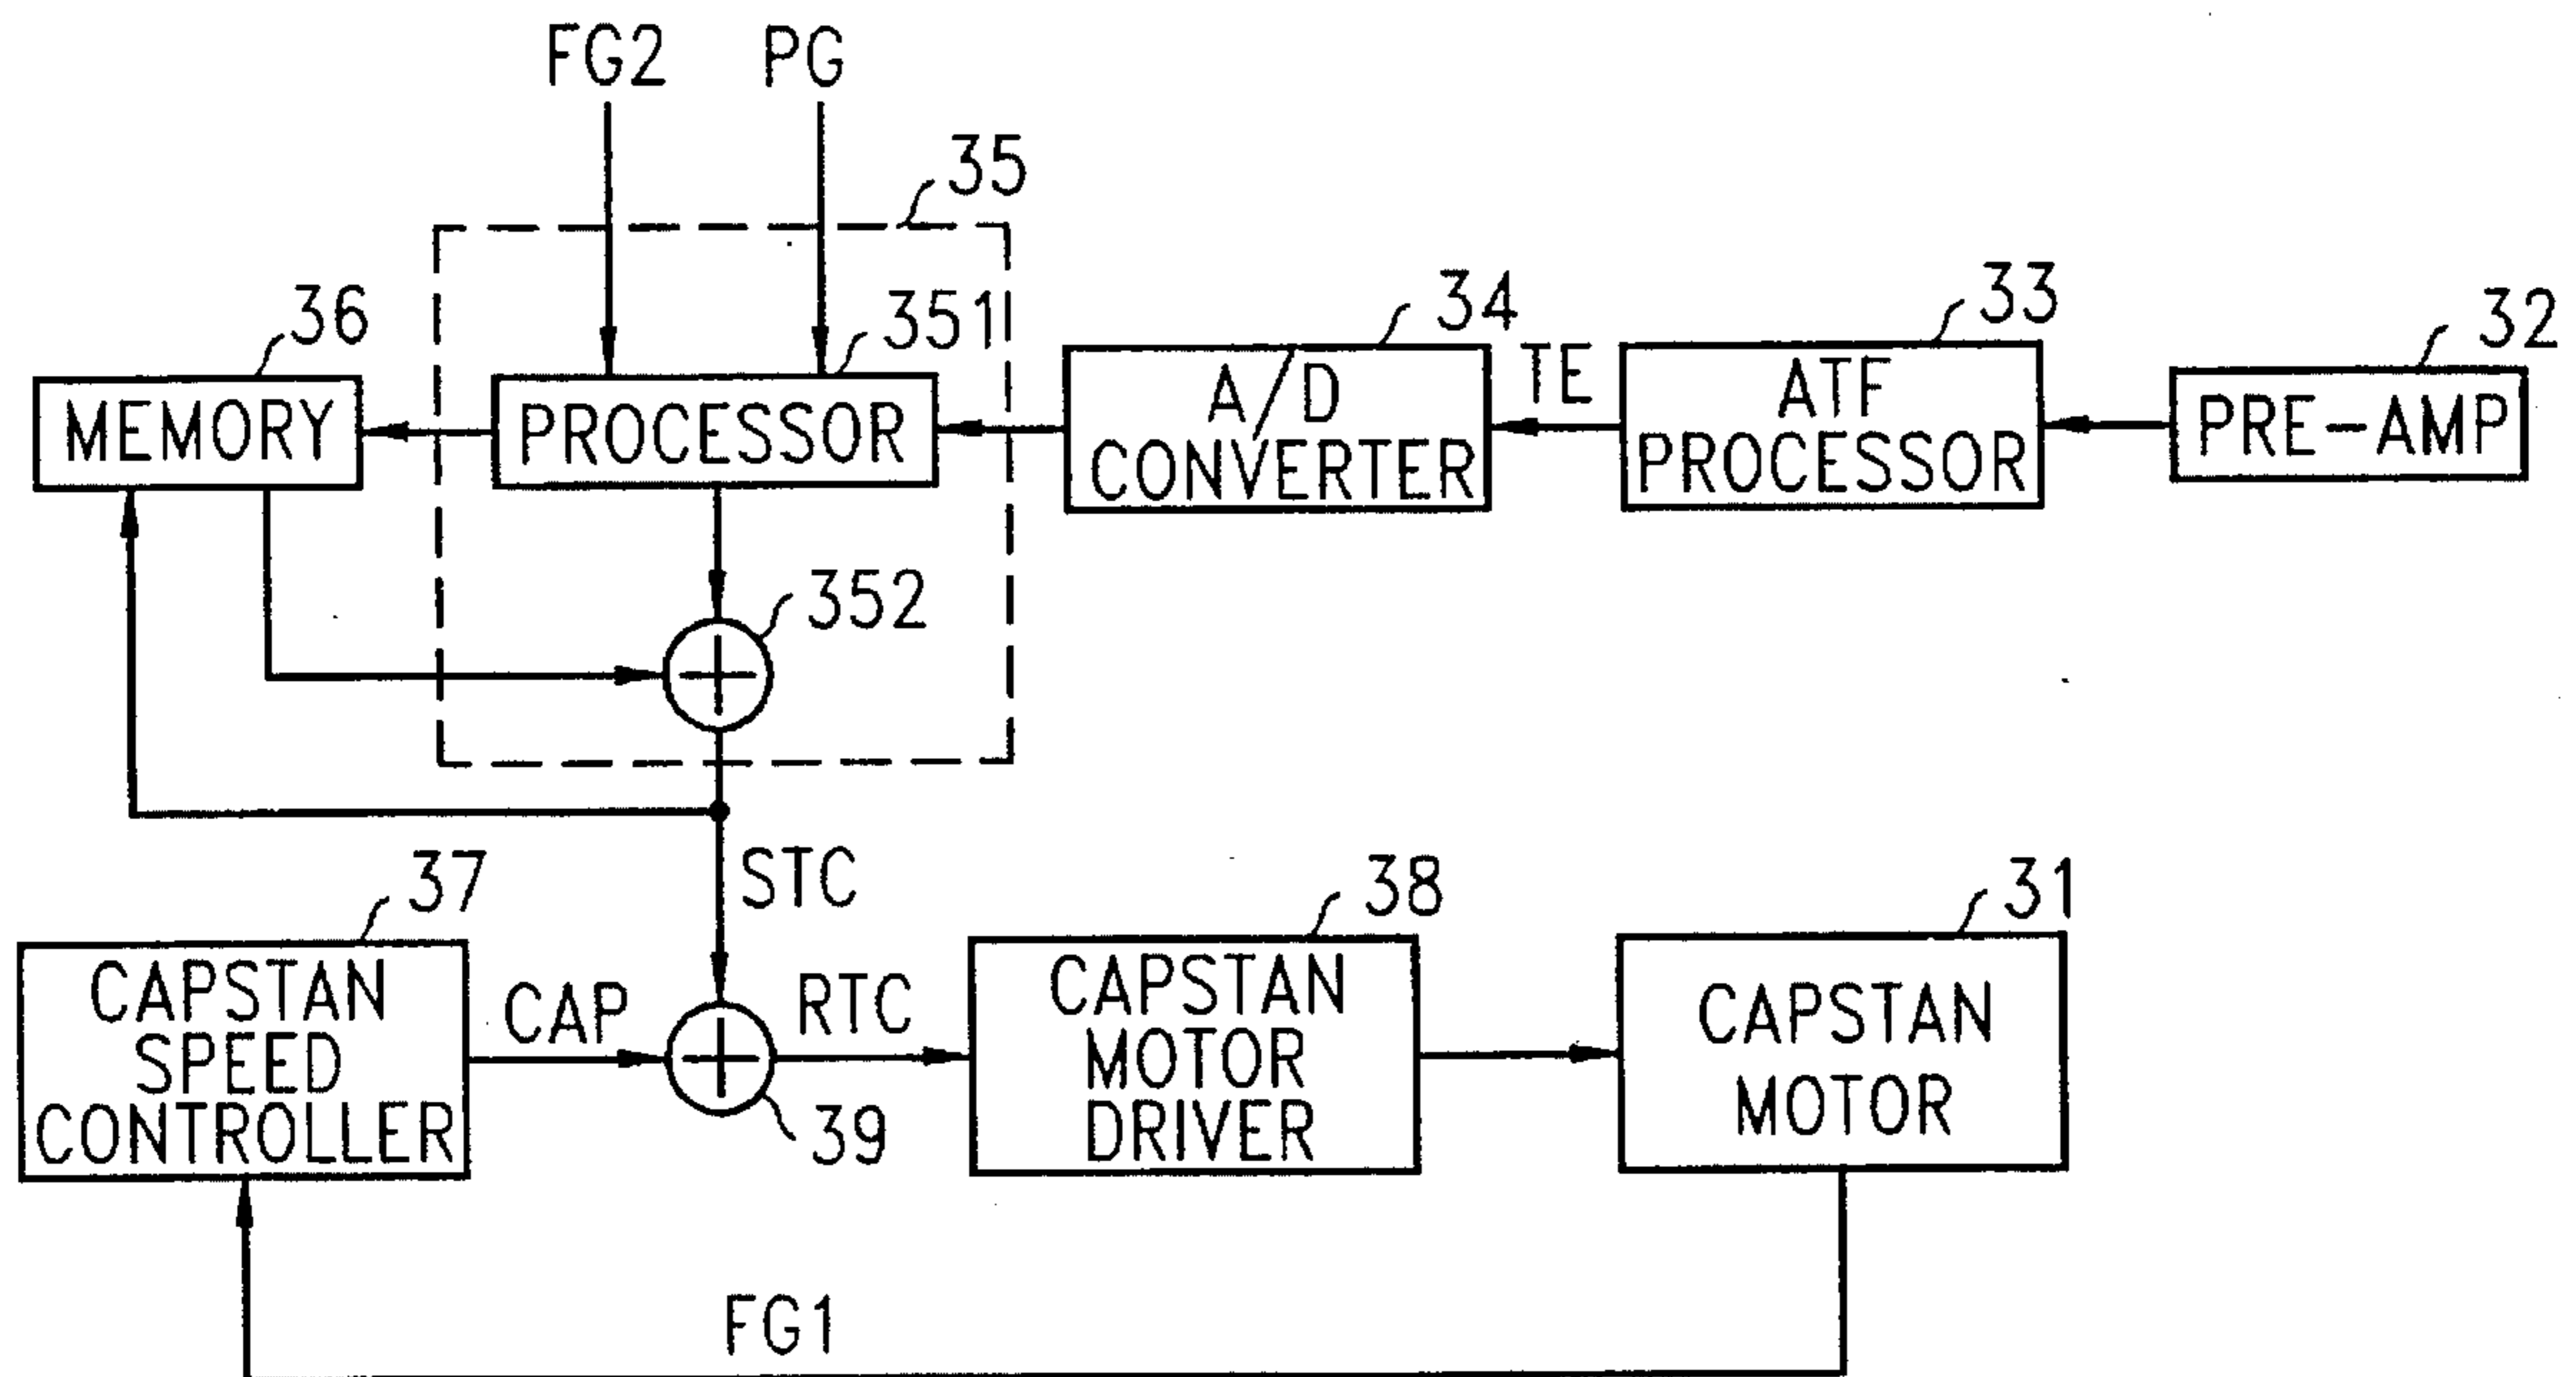 FG2
PG
35
36
MEMORY
351
PROCESSOR
34
A/D
CONVERTER
TE
33
ATF
PROCESSOR
32
PRE-AMP
352
STC
37
CAPSTAN
SPEED
CONTROLLER
CAP
39
RTC
38
CAPSTAN
MOTOR
DRIVER
31
CAPSTAN
MOTOR
FG1